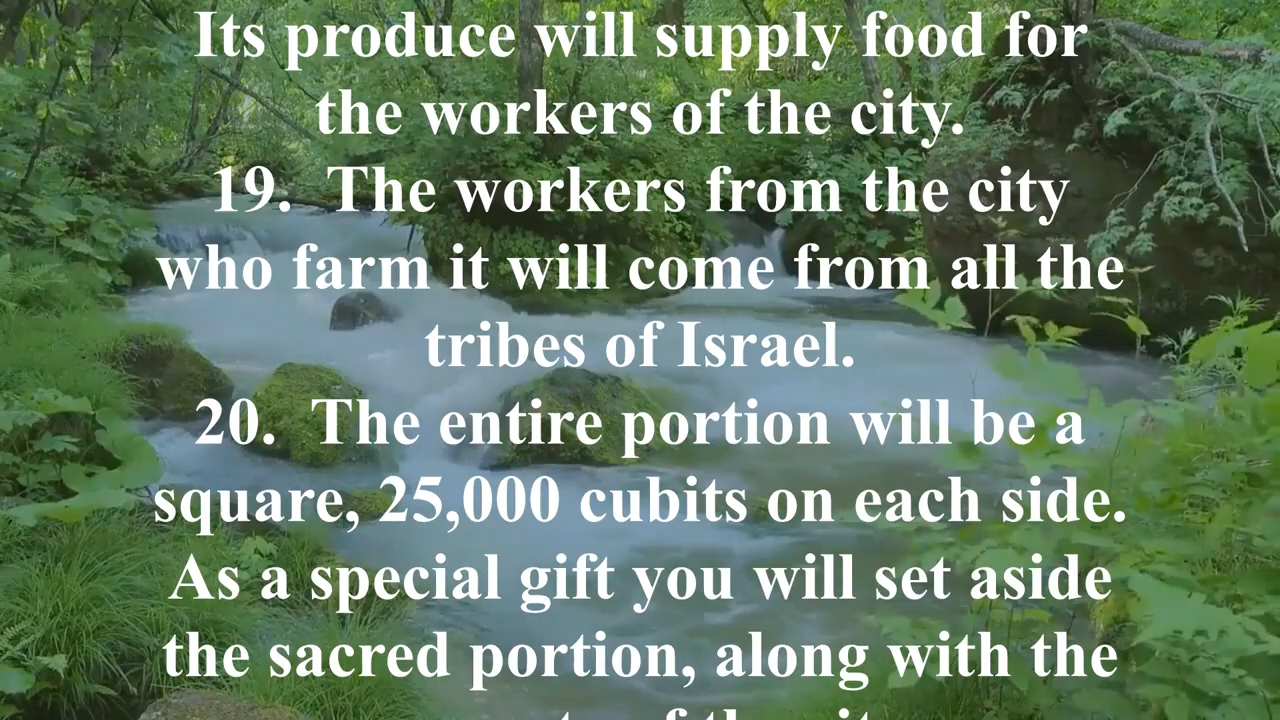 Its produce will supply food for
the workers of the city.
19. The workers from the city
who farm it will come from all the
tribes of Israel.
20. The entire portion will be a
square, 25,000 cubits on each side.
As a special gift you will set aside
the sacred portion, along with the
of the